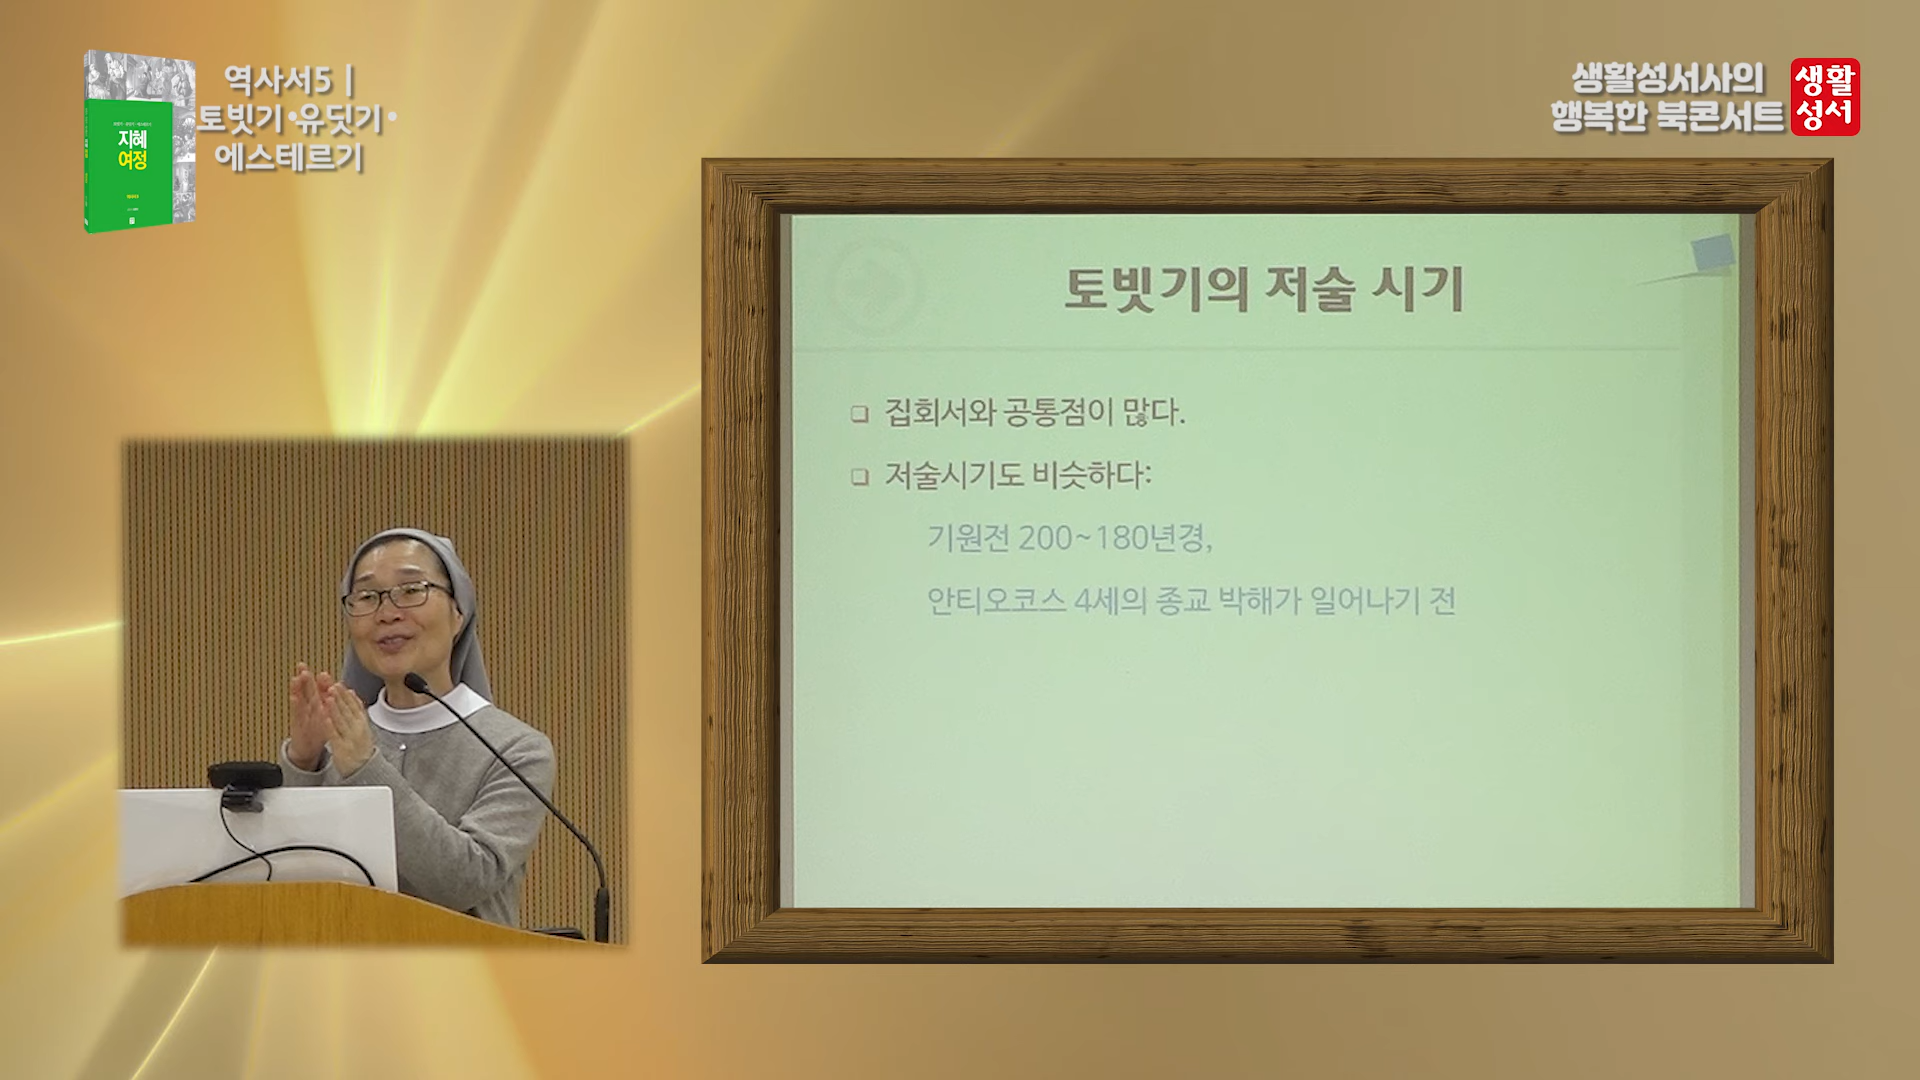 역사서5 |
토빗기·유딧기·
에스테르기
지혜
여정
생활성서사의
행복한 북콘서트
생활
성서
토빗기의 저술 시기
❑ 집회서와 공통점이 많다.
❑ 저술시기도 비슷하다:
기원전 200~180년경,
안티오코스 4세의 종교 박해가 일어나기 전